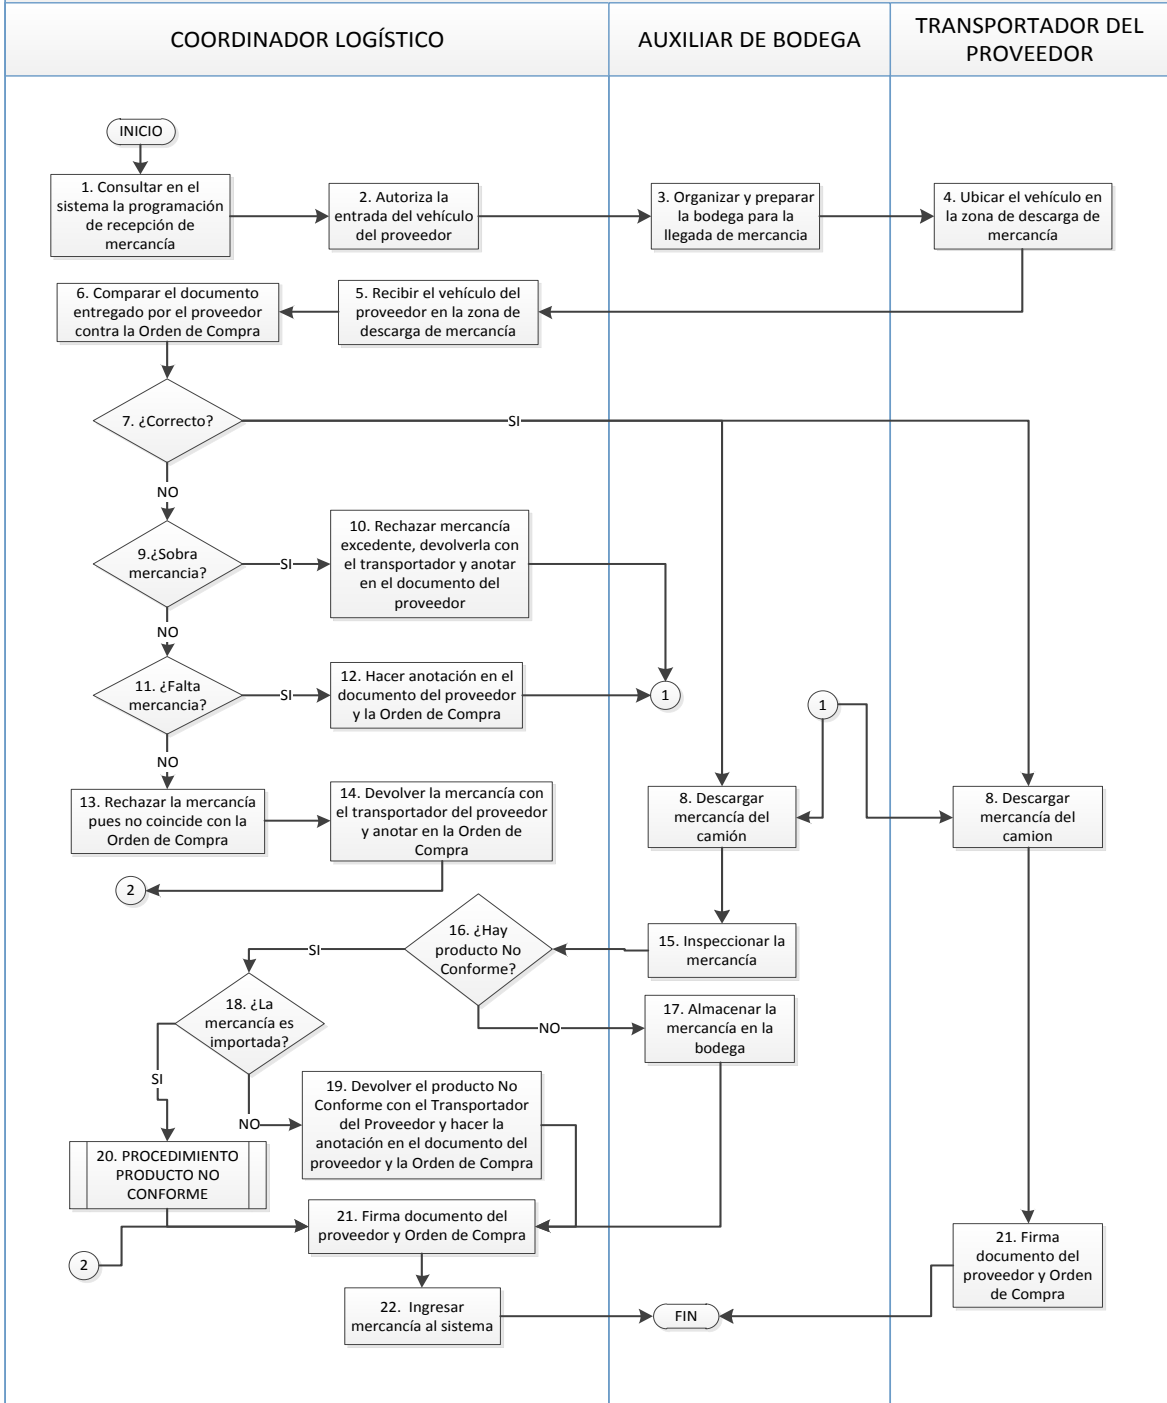 COORDINADOR LOGÍSTICO
AUXILIAR DE BODEGA
TRANSPORTADOR DEL
PROVEEDOR
INICIO
1. Consultar en el
sistema la programación
de recepción de
mercancía
2. Autoriza la
entrada del vehículo
del proveedor
3. Organizar y preparar
la bodega para la
llegada de mercancia
4. Ubicar el vehículo en
la zona de descarga de
mercancía
6. Comparar el documento
entregado por el proveedor
contra la Orden de Compra
5. Recibir el vehículo del
proveedor en la zona de
descarga de mercancía
7. ¿Correcto?
SI
NO
9.¿Sobra
mercancia?
SI
10. Rechazar mercancía
excedente, devolverla con
el transportador y anotar
en el documento del
proveedor
NO
11. ¿Falta
mercancia?
SI
12. Hacer anotación en el
documento del proveedor
y la Orden de Compra
1
1
NO
13. Rechazar la mercancía
pues no coincide con la
Orden de Compra
14. Devolver la mercancía con
el transportador del proveedor
y anotar en la Orden de
Compra
8. Descargar
mercancía del
camión
8. Descargar
mercancía del
camion
2
16. ¿Hay
producto No
Conforme?
SI
15. Inspeccionar la
mercancía
NO
17. Almacenar la
mercancía en la
bodega
18. ¿La
mercancía es
importada?
SI
NO
19. Devolver el producto No
Conforme con el Transportador
del Proveedor y hacer la
anotación en el documento del
proveedor y la Orden de Compra
20. PROCEDIMIENTO
PRODUCTO NO
CONFORME
21. Firma documento del
proveedor y Orden de Compra
21. Firma
documento del
proveedor y Orden
de Compra
2
22. Ingresar
mercancía al sistema
FIN